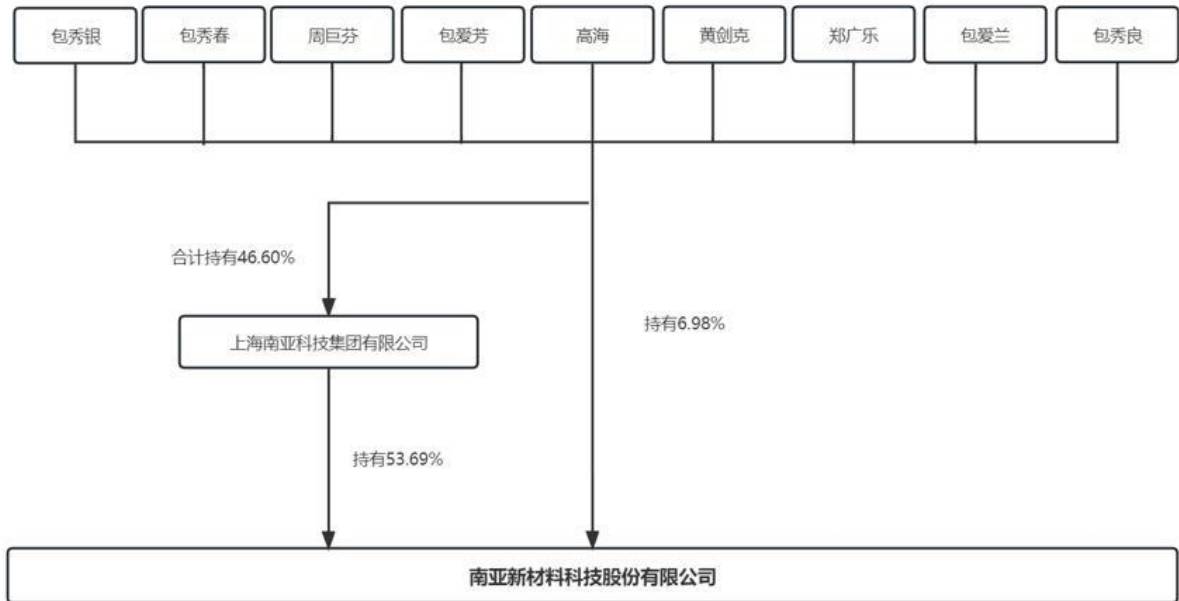 包秀银
包秀春
周巨芬
包爱芳
高海
黄剑克
郑广乐
包爱兰
包秀良
合计持有46.60%
上海南亚科技集团有限公司
持有6.98%
持有53.69%
南亚新材料科技股份有限公司